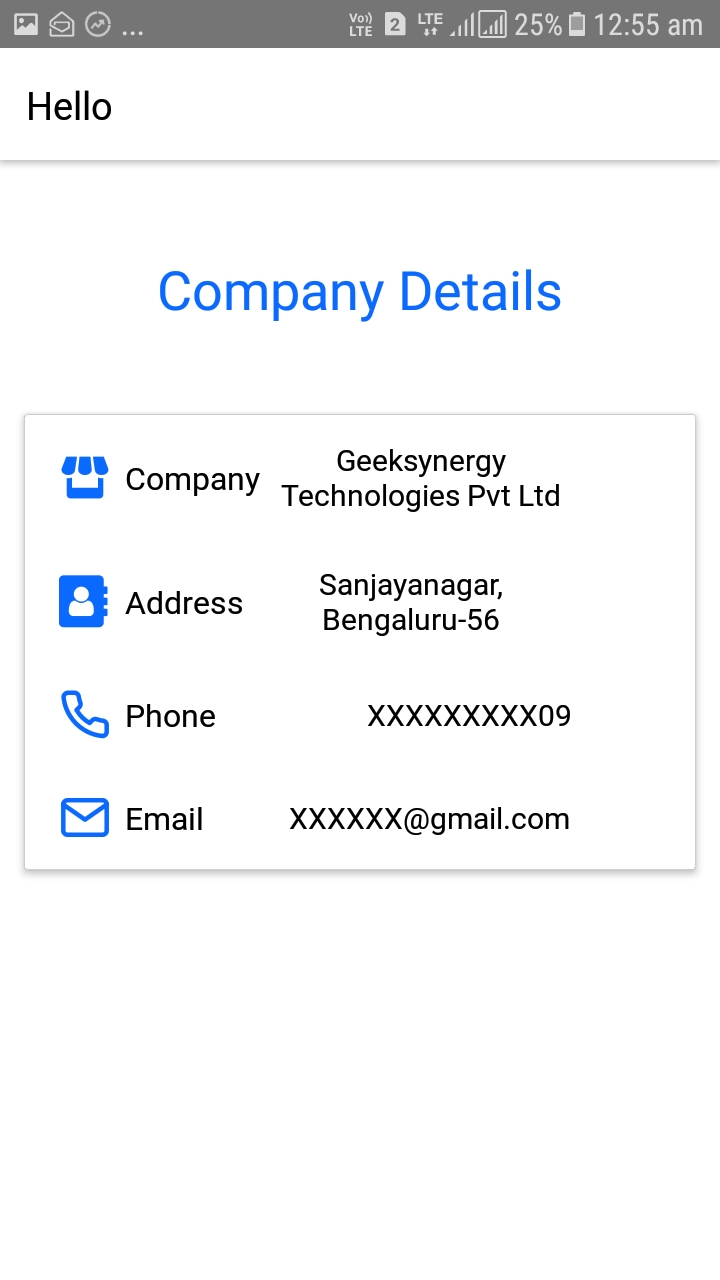 ... Vo)) LTE 2 LTE 25% 12:55 am
Hello
Company Details
Company
Geeksynergy
Technologies Pvt Ltd
Address
Sanjayanagar,
Bengaluru-56
Phone XXXXXXXXX09
Email XXXXXX@gmail.com